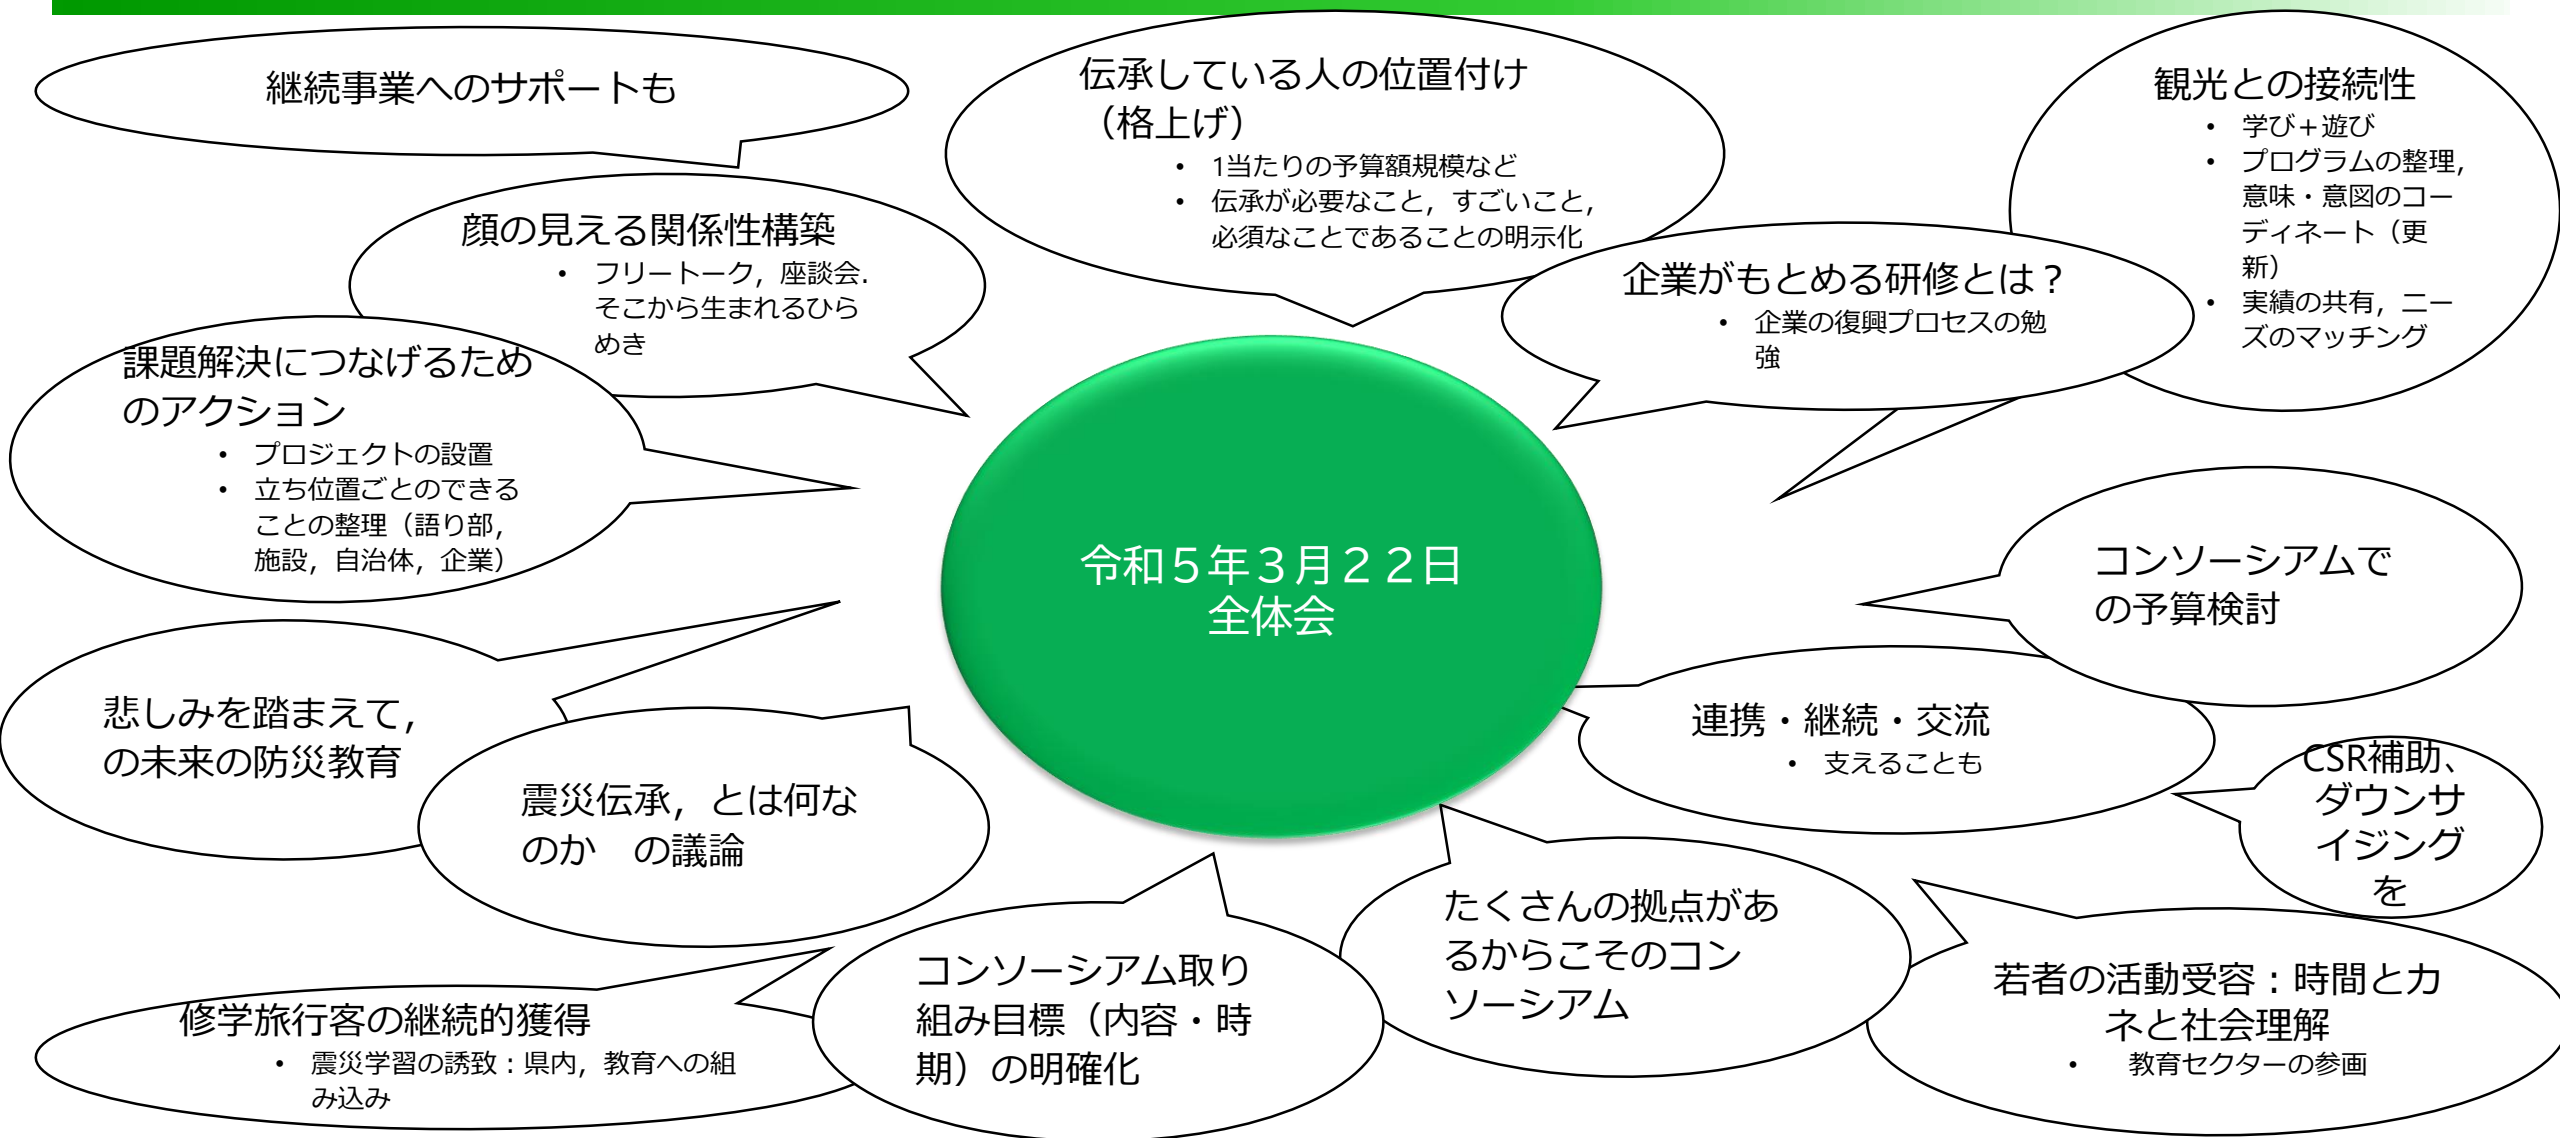 継続事業へのサポートも
伝承している人の位置付け
（格上げ）
• 1当たりの予算額規模など
• 伝承が必要なこと，すごいこと，
必須なことであることの明示化
観光との接続性
• 学び＋遊び
• プログラムの整理，
意味・意図のコー
ディネート（更
新）
• 実績の共有，ニー
ズのマッチング
顔の見える関係性構築
• フリートーク，座談会．
そこから生まれるひら
めき
企業がもとめる研修とは？
• 企業の復興プロセスの勉
強
課題解決につなげるため
のアクション
• プロジェクトの設置
• 立ち位置ごとのできる
ことの整理（語り部，
施設，自治体，企業）
令和５年３月２２日
全体会
コンソーシアムで
の予算検討
悲しみを踏まえて，
の未来の防災教育
連携・継続・交流
• 支えることも
CSR補助、
ダウンサ
イジング
を
震災伝承，とは何な
のか　の議論
たくさんの拠点があ
るからこそのコン
ソーシアム
コンソーシアム取り
組み目標（内容・時
期）の明確化
若者の活動受容：時間とカ
ネと社会理解
• 教育セクターの参画
修学旅行客の継続的獲得
• 震災学習の誘致：県内，教育への組
み込み